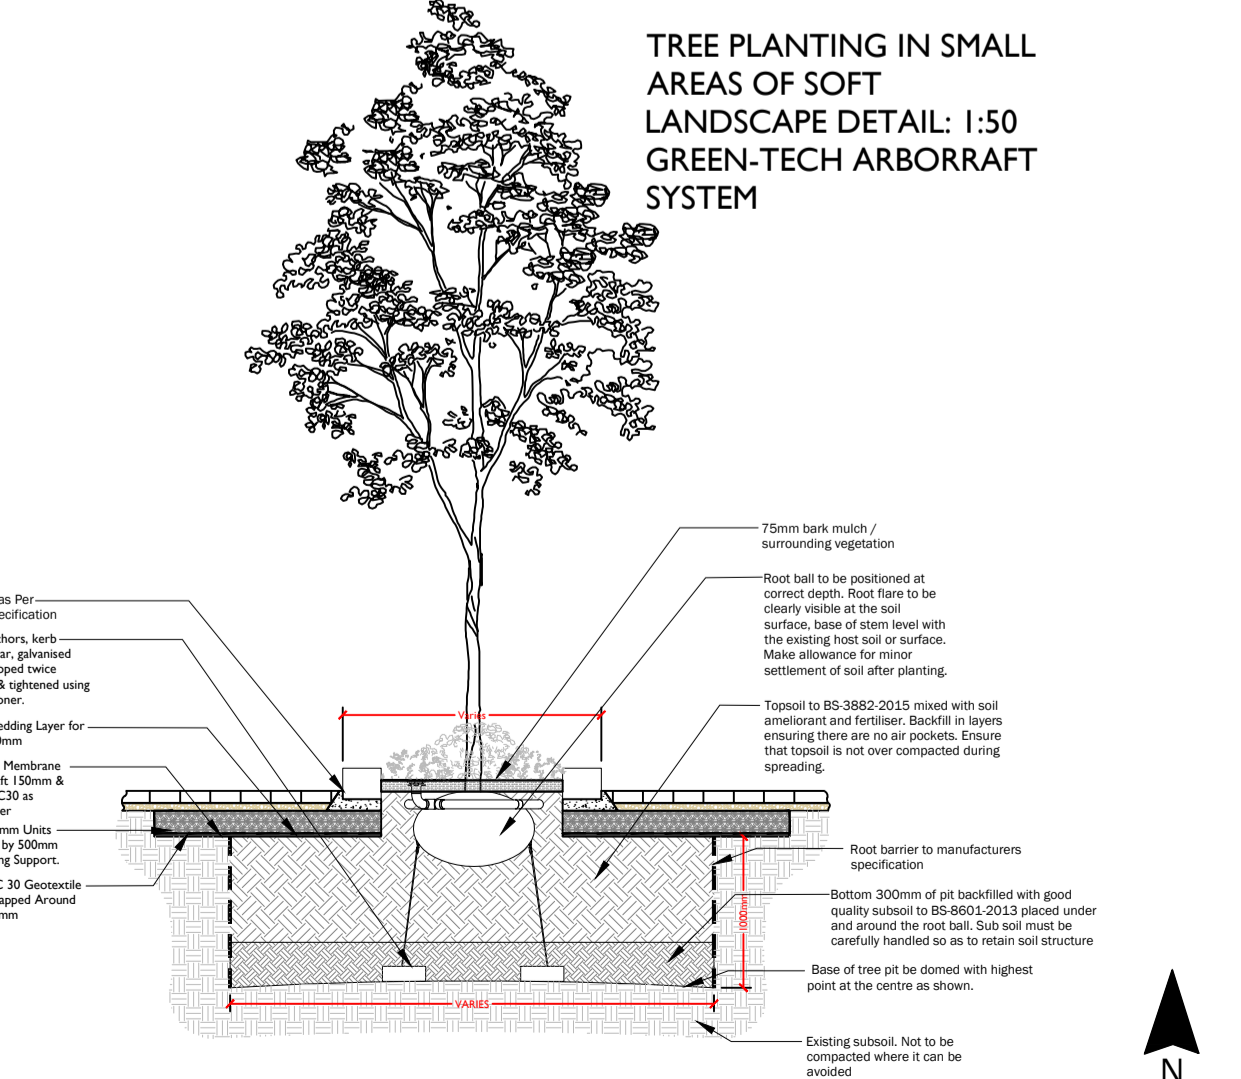 TREE PLANTING IN SMALL
AREAS OF SOFT
LANDSCAPE DETAIL: 1:50
GREEN-TECH ARBORRAFT
SYSTEM
75mm bark mulch /
surrounding vegetation
Root ball to be positioned at
correct depth. Root flare to be
clearly visible at the soil
surface, base of stem level with
the existing host soil or surface.
Make allowance for minor
settlement of soil after planting.
Topsoil to BS-3882-2015 mixed with soil
ameliorant and fertiliser. Backfill in layers
ensuring there are no air pockets. Ensure
that topsoil is not over compacted during
spreading.
Root barrier to manufacturers
specification
Bottom 300mm of pit backfilled with good
quality subsoil to BS-8601-2013 placed under
and around the root ball. Sub soil must be
carefully handled so as to retain soil structure
Base of tree pit be domed with highest
point at the centre as shown.
Existing subsoil. Not to be
compacted where it can be
avoided
as Per
ecification
hors, kerb
ar, galvanised
pped twice
& tightened using
oner.
edding Layer for
mm
Membrane
ft 150mm &
C30 as
er
mm Units
by 500mm
ng Support.
C 30 Geotextile
apped Around
mm
Varies
1000mm
VARIES
N